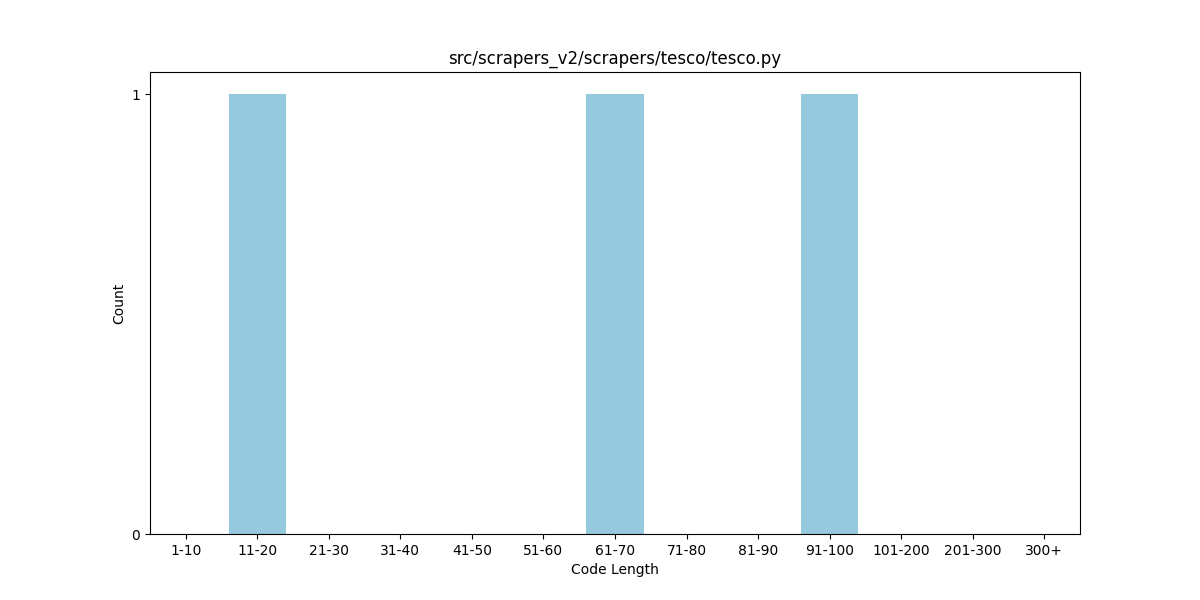 src/scrapers_v2/scrapers/tesco/tesco.py
1
Count
0
1-10 11-20 21-30 31-40 41-50 51-60 61-70 71-80 81-90 91-100 101-200 201-300 300+
Code Length